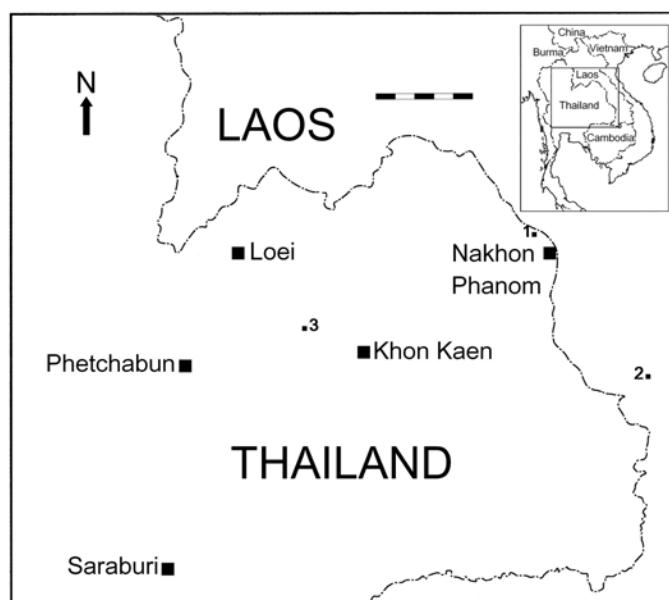 China
Burma
Vietnam
Laos
Thailand
Cambodia
N
LAOS
1
Loei
Nakhon
Phanom
3
Khon Kaen
Phetchabun
2
THAILAND
Saraburi